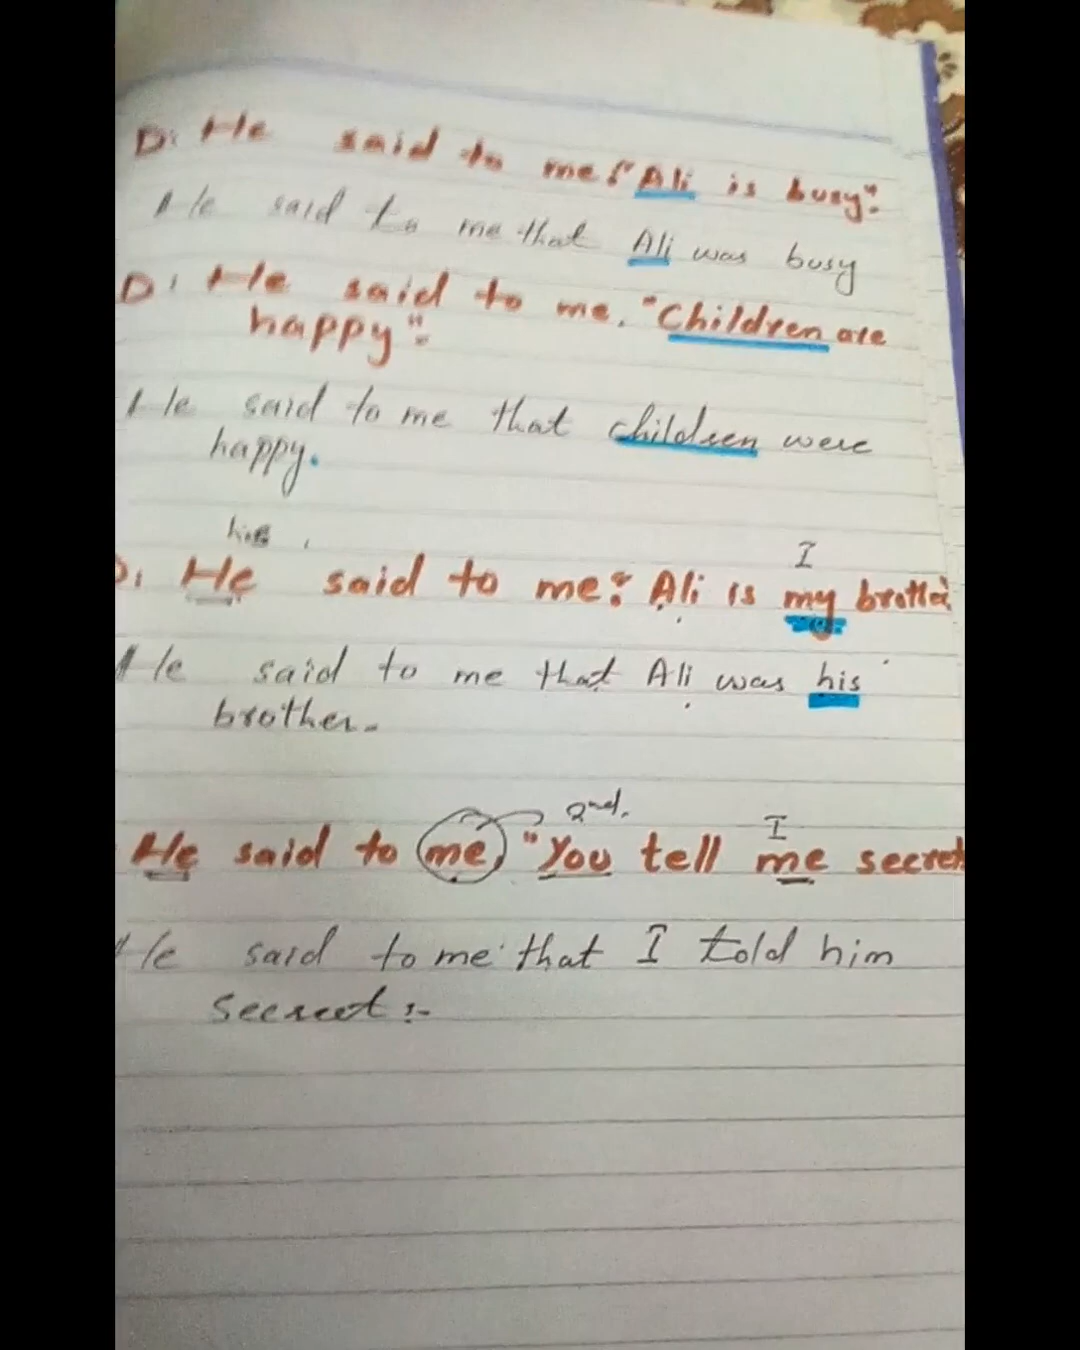 D: He said to me: "Ali is busy".
He said to me that Ali was busy
D: He said to me, "Children are
happy".
He said to me that children were
happy.
his I
D: He said to me: Ali is my brother
He said to me that Ali was his
brother.
2nd. I
He said to me, "You tell me secret
He said to me that I told him
secreet :-